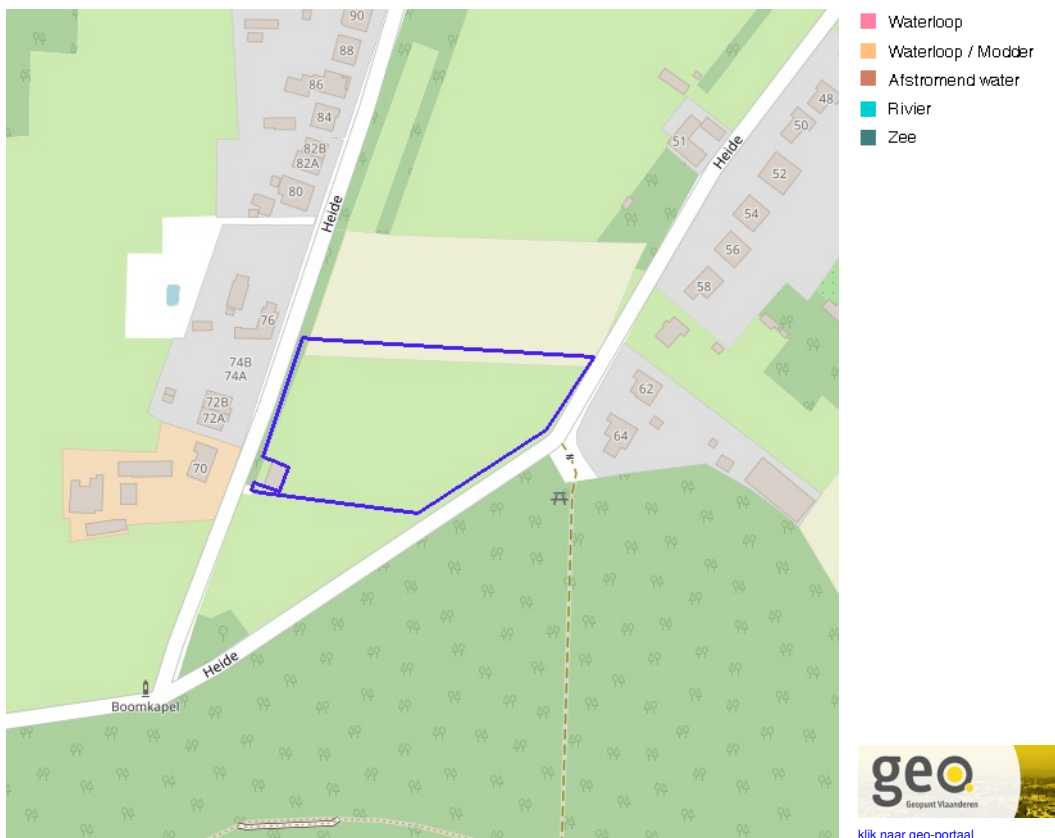 90
88
86
84
82B
82A
80
Heide
76
74B
74A
72B
72A
70
51
Heide
48
50
52
54
56
58
62
64
Heide
Boomkapel
Waterloop
Waterloop / Modder
Afstromend water
Rivier
Zee
geo
Geopunt Vlaanderen
klik naar geo-portaal